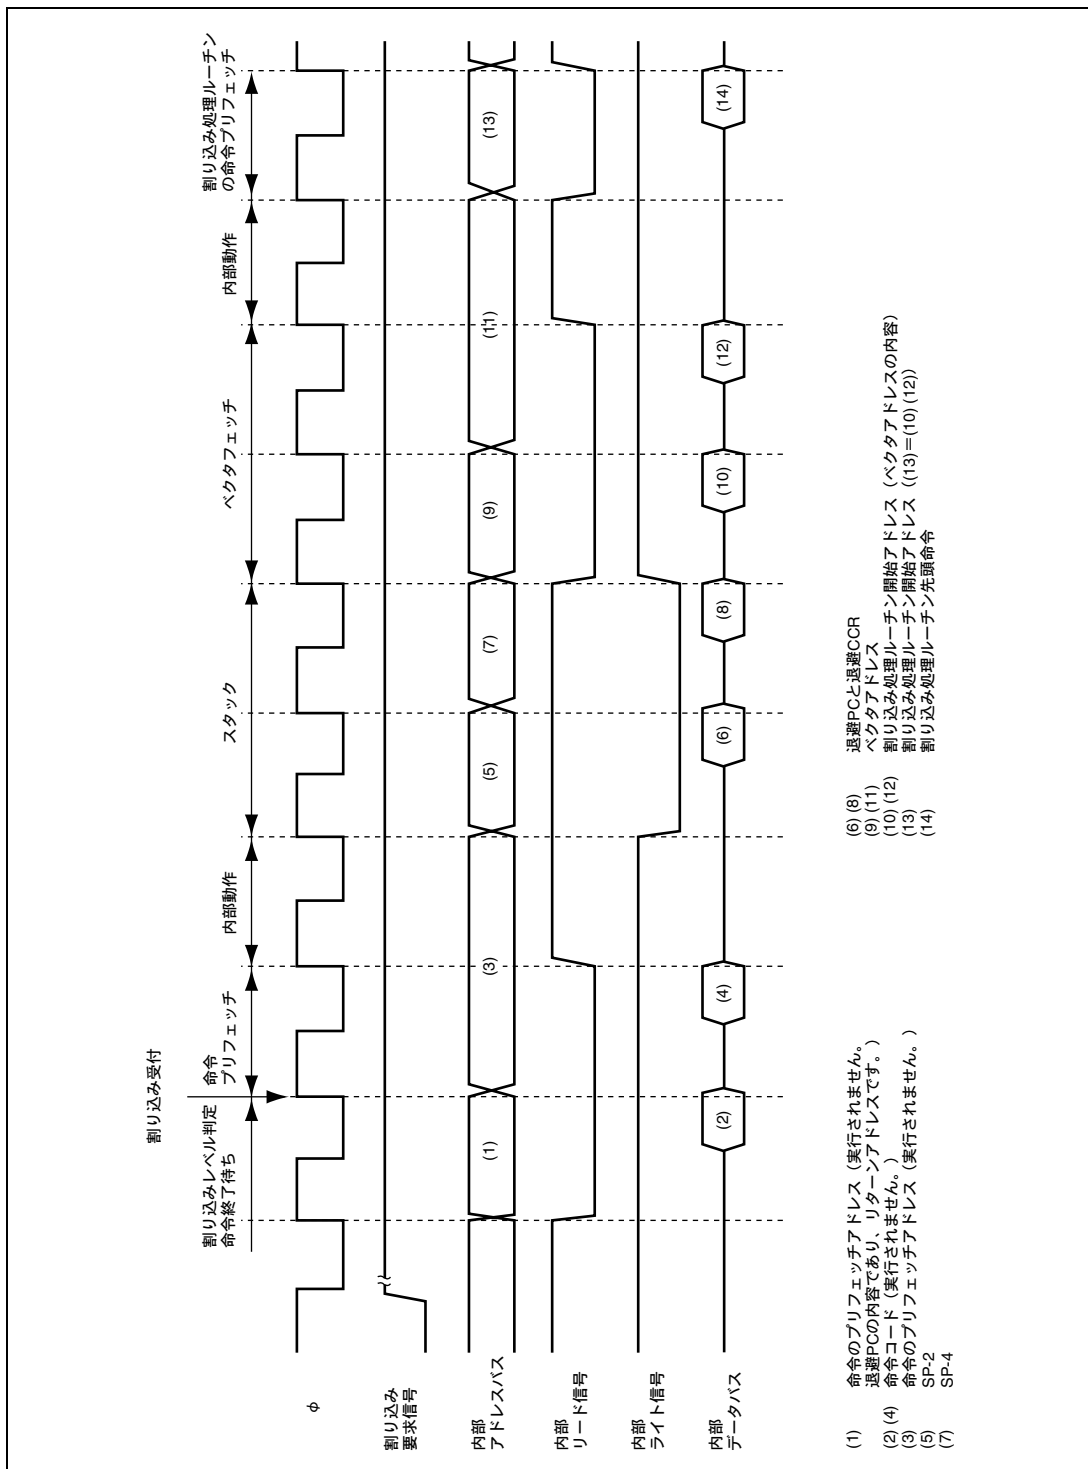 割り込み受付
割り込みレベル判定
命令終了待ち
命令
プリフェッチ
内部動作
スタック
ベクタフェッチ
内部動作
割り込み処理ルーチン
の命令プリフェッチ
φ
割り込み
要求信号
内部
アドレスバス
(1)
(3)
(5)
(7)
(9)
(11)
(13)
内部
リード信号
内部
ライト信号
内部
データバス
(2)
(4)
(6)
(8)
(10)
(12)
(14)
(1) 命令のプリフェッチアドレス（実行されません。
退避PCの内容であり、リターンアドレスです。）
(2) (4) 命令コード（実行されません。）
(3) 命令のプリフェッチアドレス（実行されません。）
(5) SP-2
(7) SP-4
(6) (8) 退避PCと退避CCR
(9) (11) ベクタアドレス
(10) (12) 割り込み処理ルーチン開始アドレス（ベクタアドレスの内容）
(13) 割り込み処理ルーチン開始アドレス（(13)＝(10) (12)）
(14) 割り込み処理ルーチン先頭命令